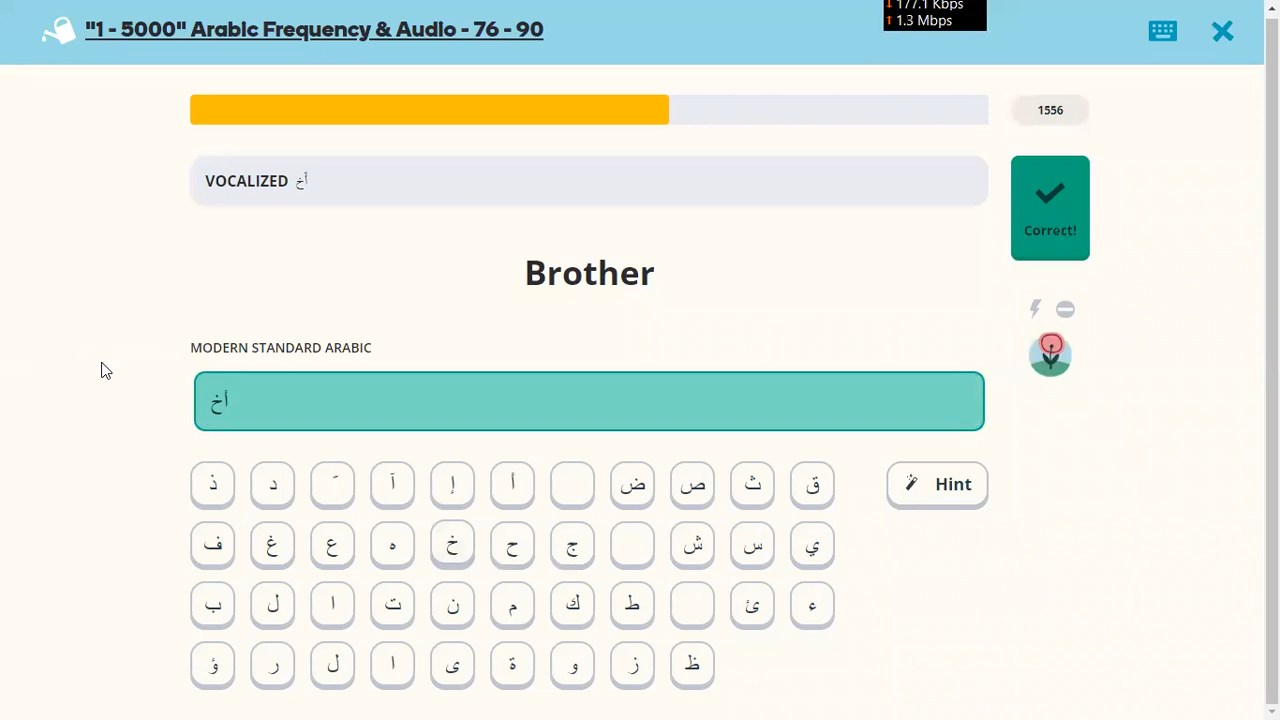 177.1 Kbps
1.3 Mbps
"1 - 5000" Arabic Frequency & Audio - 76 - 90
1556
VOCALIZED أخ
Correct!
Brother
MODERN STANDARD ARABIC
أخ
ذ د َ آ إ أ ض ص ث ق
Hint
ف غ ع ه خ ح ج ش س ي
ب ل ا ت ن م ك ط ئ ء
ؤ ر ل ا ى ة و ز ظ